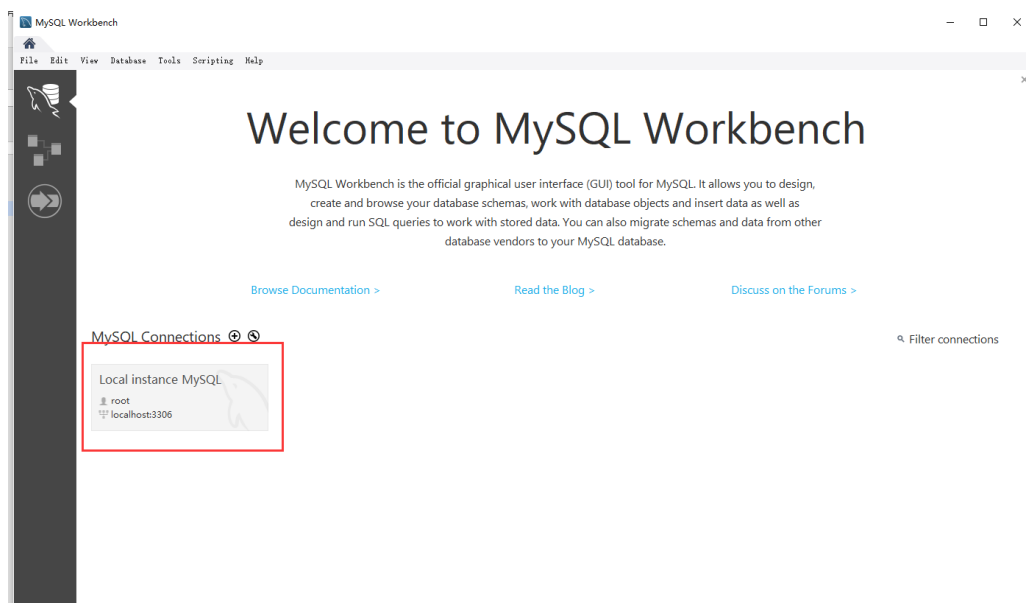 MySQL Workbench
File Edit View Database Tools Scripting Help
Welcome to MySQL Workbench
MySQL Workbench is the official graphical user interface (GUI) tool for MySQL. It allows you to design,
create and browse your database schemas, work with database objects and insert data as well as
design and run SQL queries to work with stored data. You can also migrate schemas and data from other
database vendors to your MySQL database.
Browse Documentation >
Read the Blog >
Discuss on the Forums >
MySQL Connections
Filter connections
Local instance MySQL
root
localhost:3306